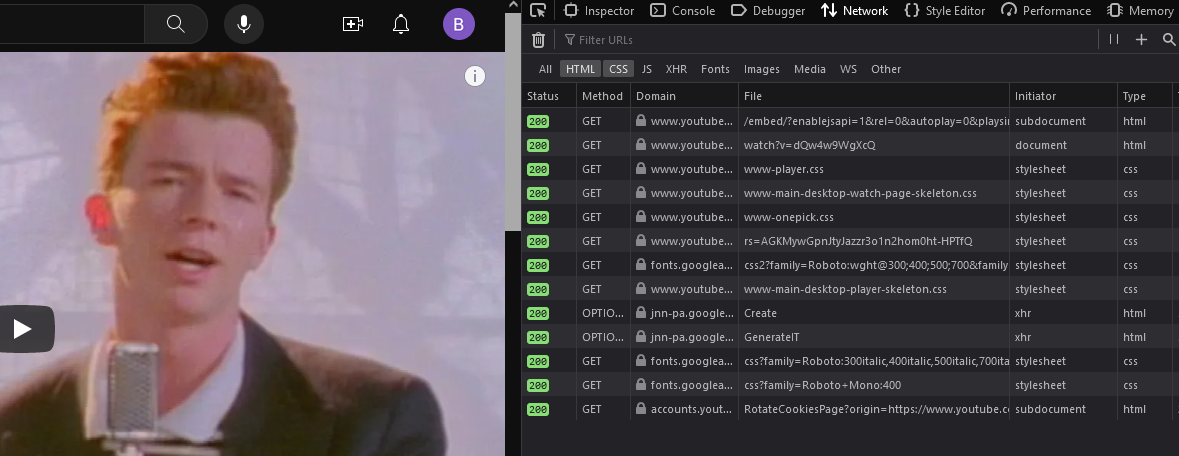 B
i
Inspector Console Debugger Network Style Editor Performance Memory
Filter URLs
All HTML CSS JS XHR Fonts Images Media WS Other
Status Method Domain File Initiator Type
200 GET www.youtube... /embed/?enablejsapi=1&rel=0&autoplay=0&playsin subdocument html
200 GET www.youtube... watch?v=dQw4w9WgXcQ document html
200 GET www.youtube... www-player.css stylesheet css
200 GET www.youtube... www-main-desktop-watch-page-skeleton.css stylesheet css
200 GET www.youtube... www-onepick.css stylesheet css
200 GET www.youtube... rs=AGKMywGpnJtyJazzr3o1n2hom0ht-HPTfQ stylesheet css
200 GET fonts.googlea... css2?family=Roboto:wght@300;400;500;700&family stylesheet css
200 GET www.youtube... www-main-desktop-player-skeleton.css stylesheet css
200 OPTIO... jnn-pa.google... Create xhr html
200 OPTIO... jnn-pa.google... GenerateIT xhr html
200 GET fonts.googlea... css?family=Roboto:300italic,400italic,500italic,700ita stylesheet css
200 GET fonts.googlea... css?family=Roboto+Mono:400 stylesheet css
200 GET accounts.yout... RotateCookiesPage?origin=https://www.youtube.co subdocument html